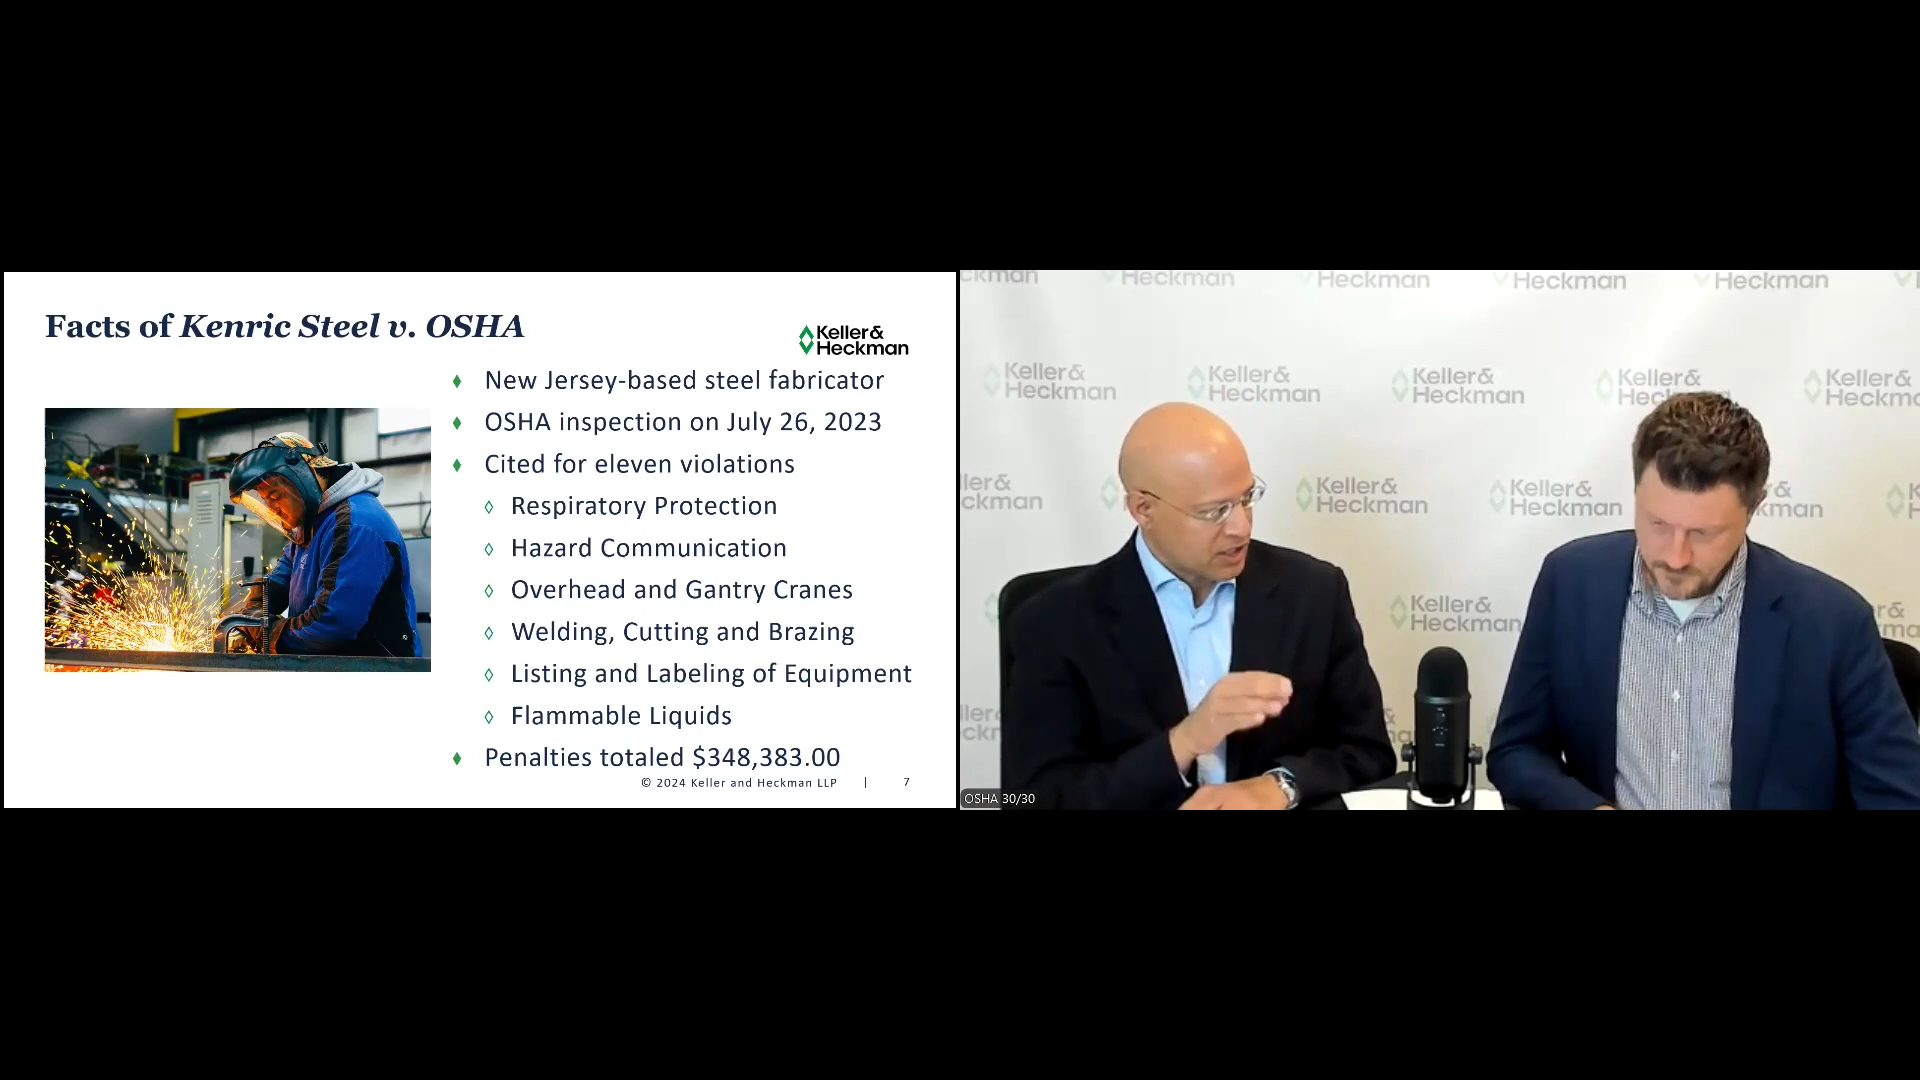 Facts of Kenric Steel v. OSHA
Keller&
Heckman
New Jersey-based steel fabricator
OSHA inspection on July 26, 2023
Cited for eleven violations
Respiratory Protection
Hazard Communication
Overhead and Gantry Cranes
Welding, Cutting and Brazing
Listing and Labeling of Equipment
Flammable Liquids
Penalties totaled $348,383.00
© 2024 Keller and Heckman LLP | 7
Heckman
Heckman
Heckman
Heckman
Keller&
Heckman
Keller&
Heckman
Keller&
Heckman
Keller&
Heckman
Keller&
Keller&
Heckman
Keller&
Heckman
Keller&
Heckman
OSHA 30/30